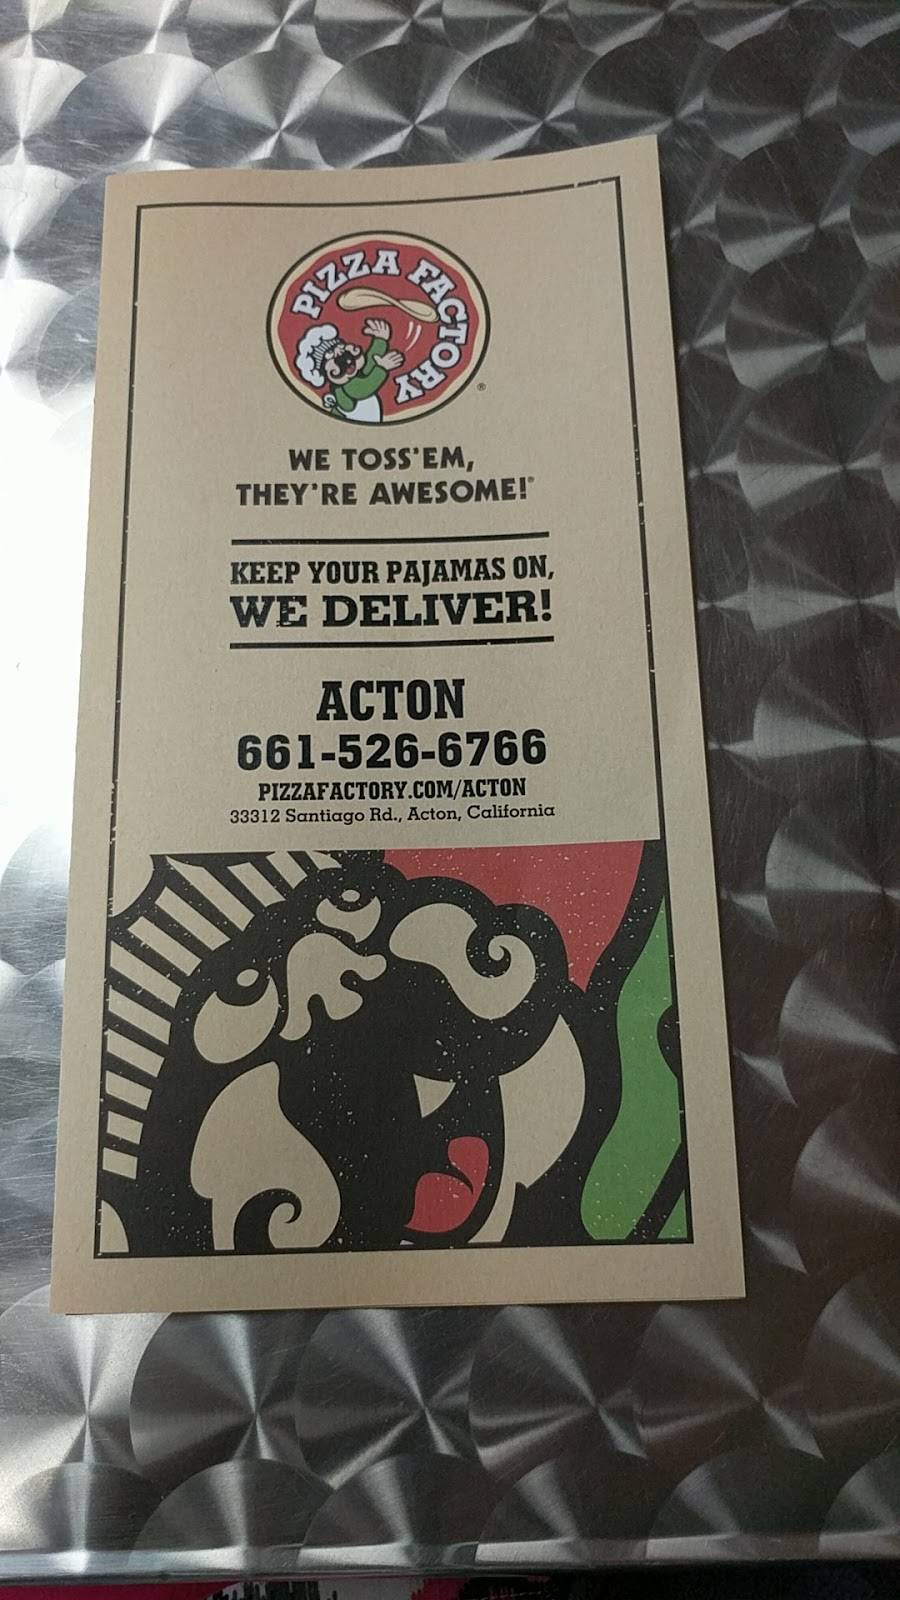 PIZZA FACTORY
®
WE TOSS'EM,
THEY'RE AWESOME!®
KEEP YOUR PAJAMAS ON,
WE DELIVER!
ACTON
661-526-6766
PIZZAFACTORY.COM/ACTON
33312 Santiago Rd., Acton, California